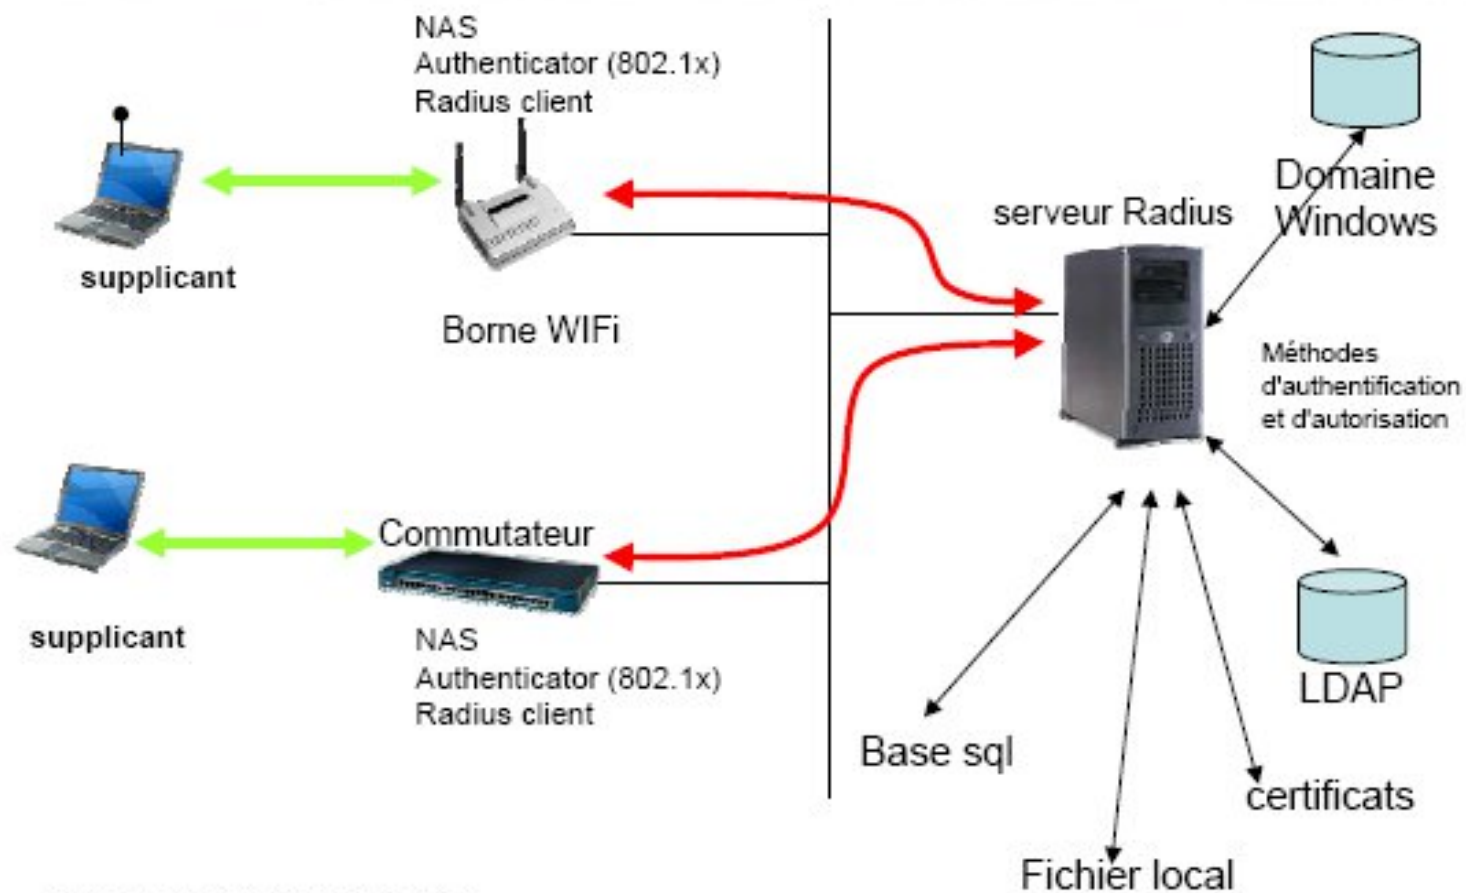 NAS
Authenticator (802.1x)
Radius client
supplicant
Borne WIFi
serveur Radius
Domaine
Windows
Méthodes
d'authentification
et d'autorisation
Commutateur
supplicant
NAS
Authenticator (802.1x)
Radius client
LDAP
Base sql
certificats
Fichier local